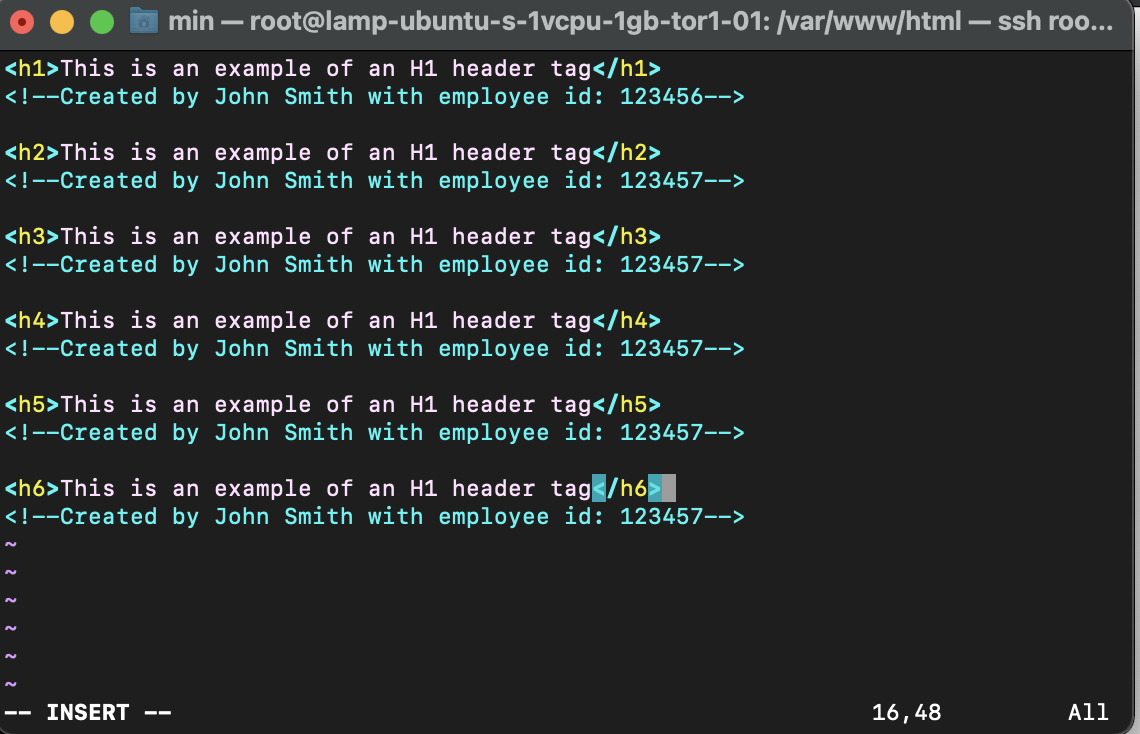 min — root@lamp-ubuntu-s-1vcpu-1gb-tor1-01: /var/www/html — ssh roo...
<h1>This is an example of an H1 header tag</h1>
<!--Created by John Smith with employee id: 123456-->
<h2>This is an example of an H1 header tag</h2>
<!--Created by John Smith with employee id: 123457-->
<h3>This is an example of an H1 header tag</h3>
<!--Created by John Smith with employee id: 123457-->
<h4>This is an example of an H1 header tag</h4>
<!--Created by John Smith with employee id: 123457-->
<h5>This is an example of an H1 header tag</h5>
<!--Created by John Smith with employee id: 123457-->
<h6>This is an example of an H1 header tag</h6>
<!--Created by John Smith with employee id: 123457-->
~
~
~
~
~
~
-- INSERT -- 16,48 All